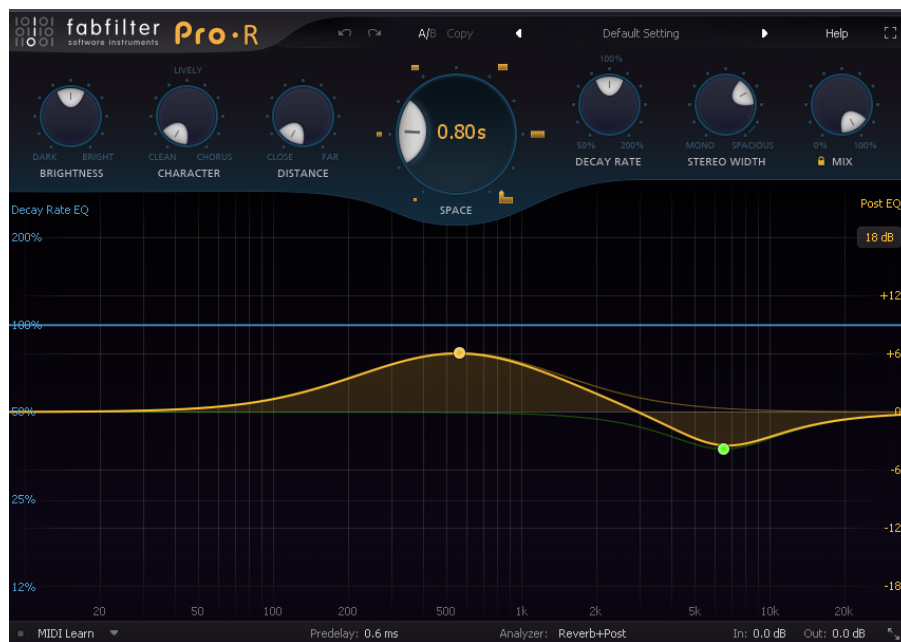 fabfilter
software instruments
Pro·R
A/B Copy
Default Setting
Help
LIVELY
DARK BRIGHT
BRIGHTNESS
CLEAN CHORUS
CHARACTER
CLOSE FAR
DISTANCE
0.80s
SPACE
100%
50% 200%
DECAY RATE
MONO SPACIOUS
STEREO WIDTH
0% 100%
MIX
Decay Rate EQ
Post EQ
200%
18 dB
+12
100%
+6
50%
0
-6
25%
-12
12%
-18
20 50 100 200 500 1k 2k 5k 10k 20k
MIDI Learn Predelay: 0.6 ms Analyzer: Reverb+Post In: 0.0 dB Out: 0.0 dB